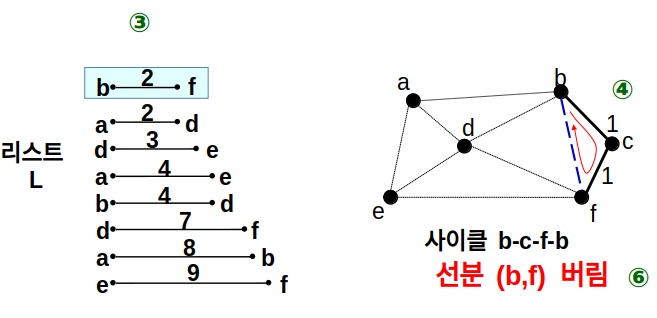 ③
리스트
L
b 2 f
a 2 d
d 3 e
a 4 e
b 4 d
d 7 f
a 8 b
e 9 f
④
a
b
1
c
d
1
e
f
사이클 b-c-f-b
선분 (b,f) 버림 ⑥